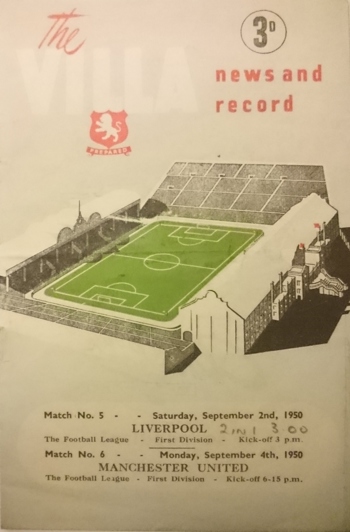 The
3D
VILLA
news and
record
PREPARED
Match No. 5 - - Saturday, September 2nd, 1950
LIVERPOOL
The Football League - First Division - Kick-off 3 p.m.
Match No. 6 - - Monday, September 4th, 1950
MANCHESTER UNITED
The Football League - First Division - Kick-off 6-15 p.m.